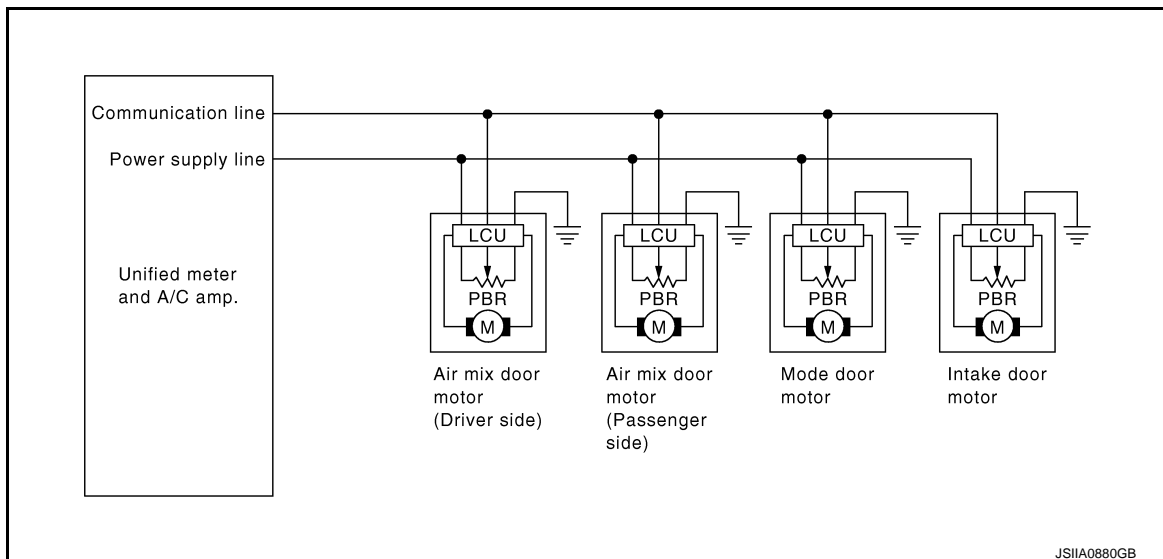 Communication line
Power supply line
Unified meter
and A/C amp.
LCU
PBR
M
Air mix door
motor
(Driver side)
LCU
PBR
M
Air mix door
motor
(Passenger
side)
LCU
PBR
M
Mode door
motor
LCU
PBR
M
Intake door
motor
JSIIA0880GB